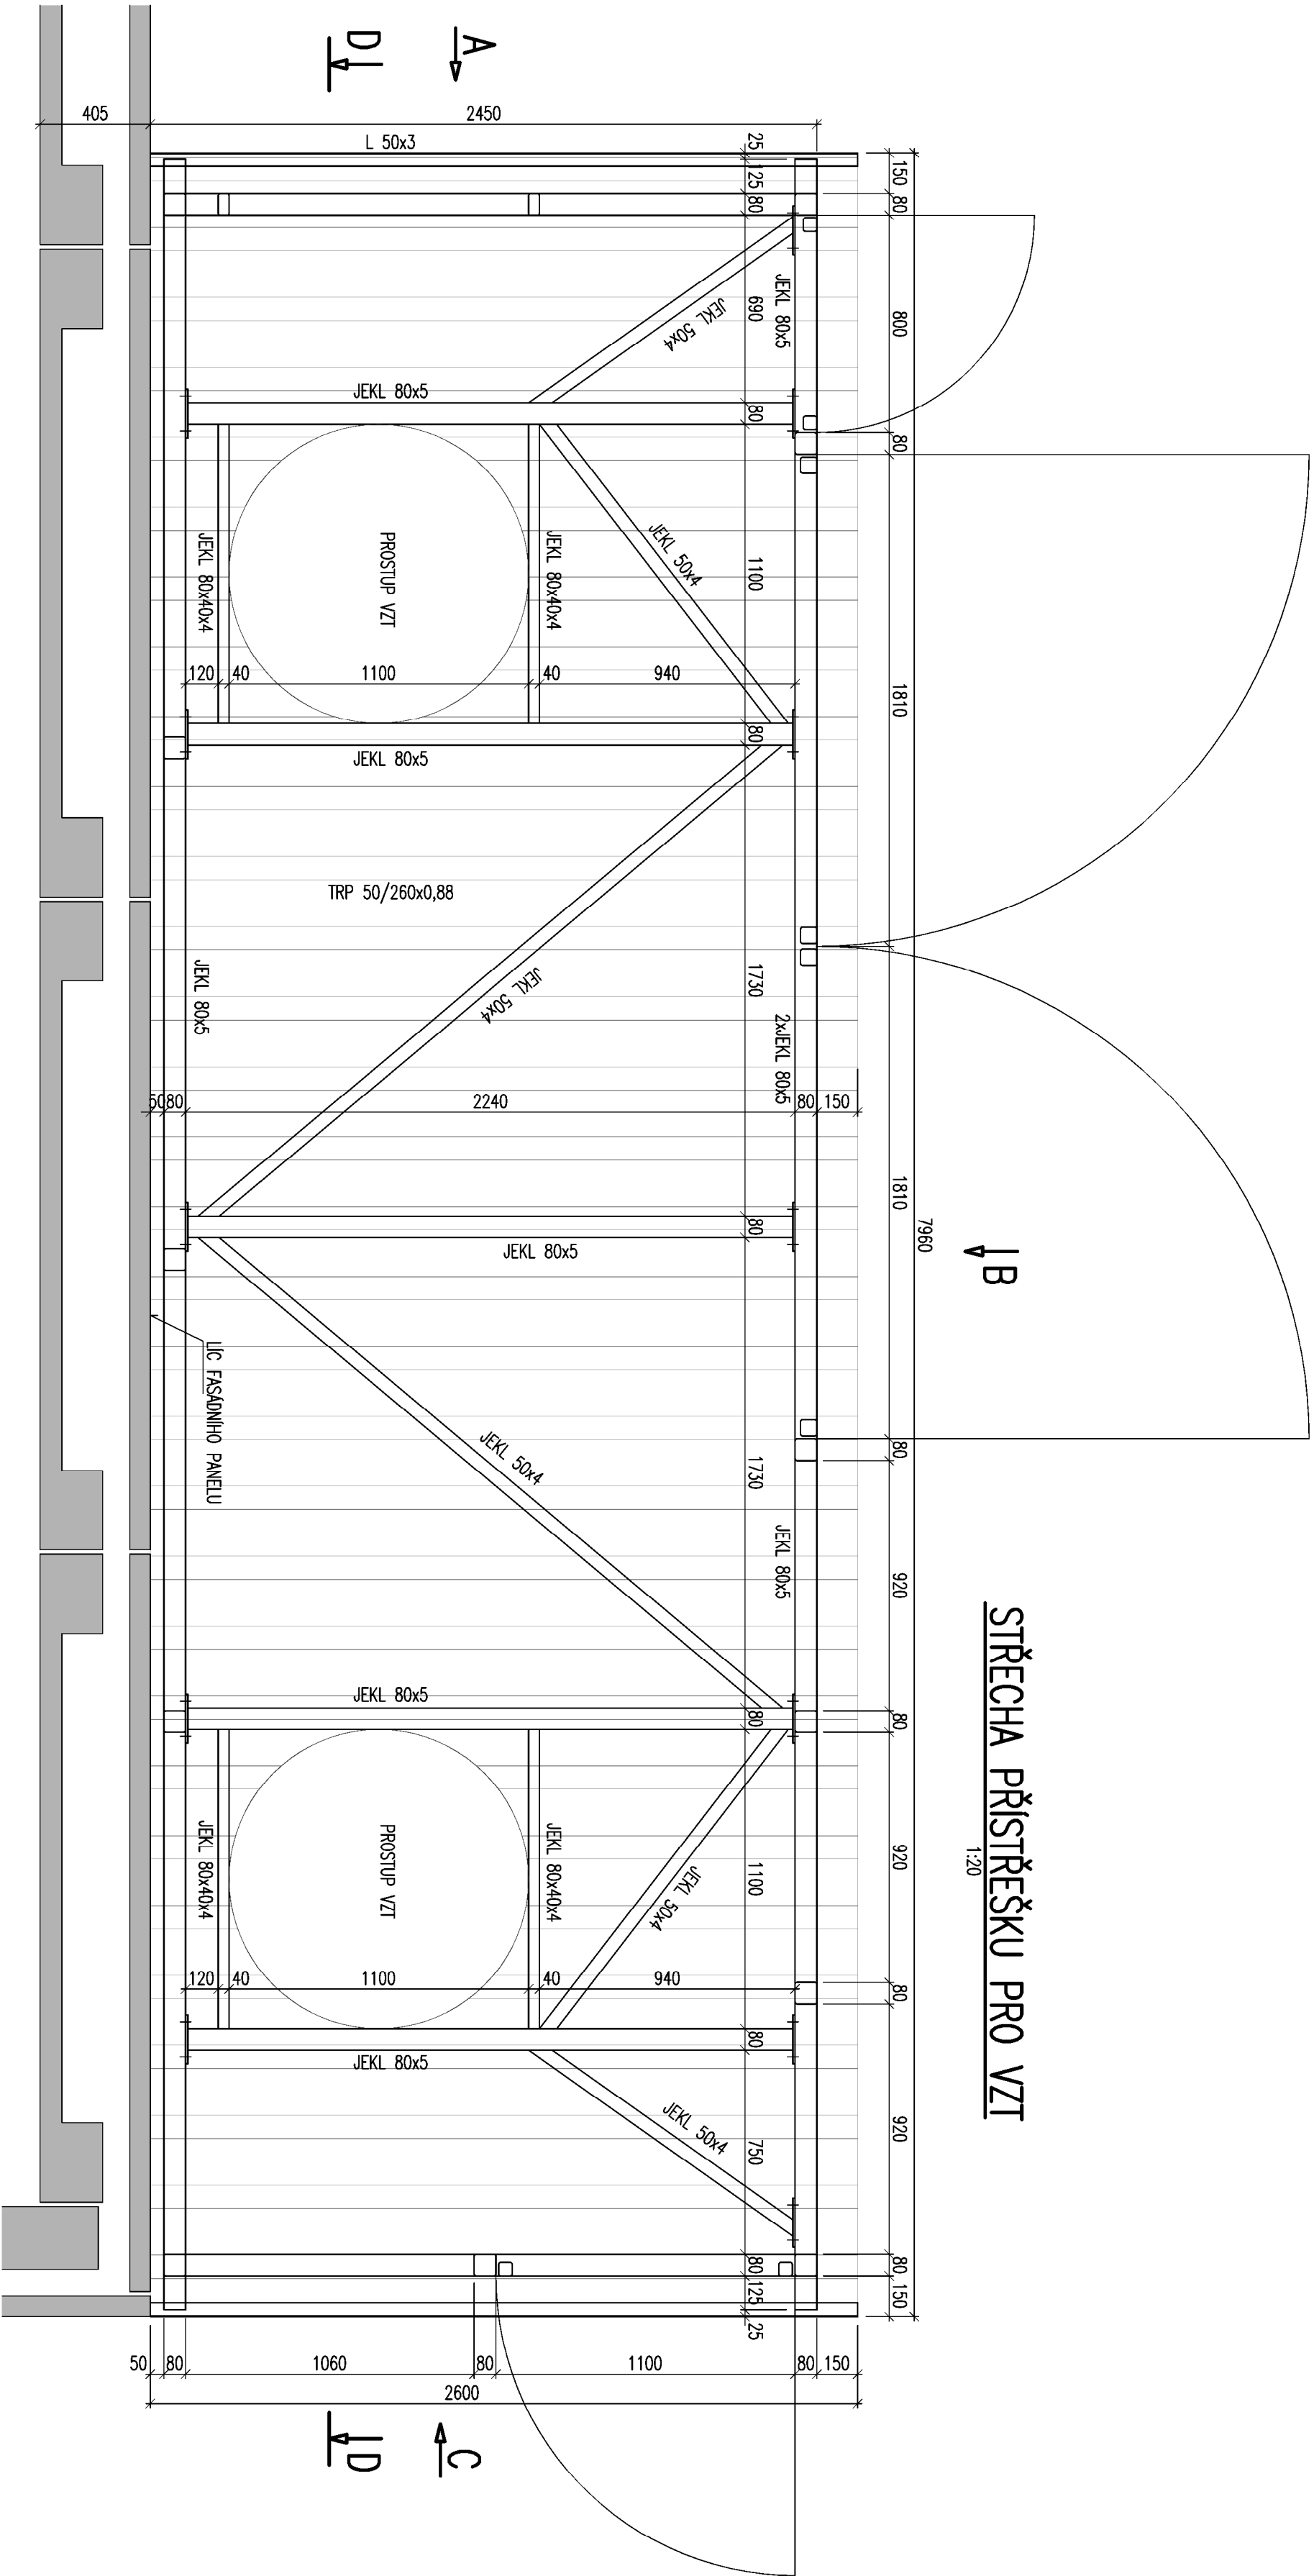 STŘECHA PŘÍSTŘEŠKU PRO VZT
1:20
A
D
B
C
D
405
2450
L 50x3
25
125
80
690
80
1100
80
1730
80
1730
80
1100
80
750
80
125
25
150
80
800
80
1810
1810
80
920
80
920
80
920
80
150
7960
JEKL 80x5
JEKL 50x4
JEKL 80x5
JEKL 50x4
JEKL 80x40x4
PROSTUP VZT
JEKL 80x40x4
120
40
1100
40
940
JEKL 80x5
TRP 50/260x0,88
JEKL 50x4
JEKL 80x5
2xJEKL 80x5
50
80
2240
80
150
JEKL 80x5
LÍC FASÁDNÍHO PANELU
JEKL 50x4
JEKL 80x5
JEKL 80x5
JEKL 80x40x4
PROSTUP VZT
JEKL 80x40x4
JEKL 50x4
120
40
1100
40
940
JEKL 80x5
JEKL 50x4
50
80
1060
80
1100
80
150
2600